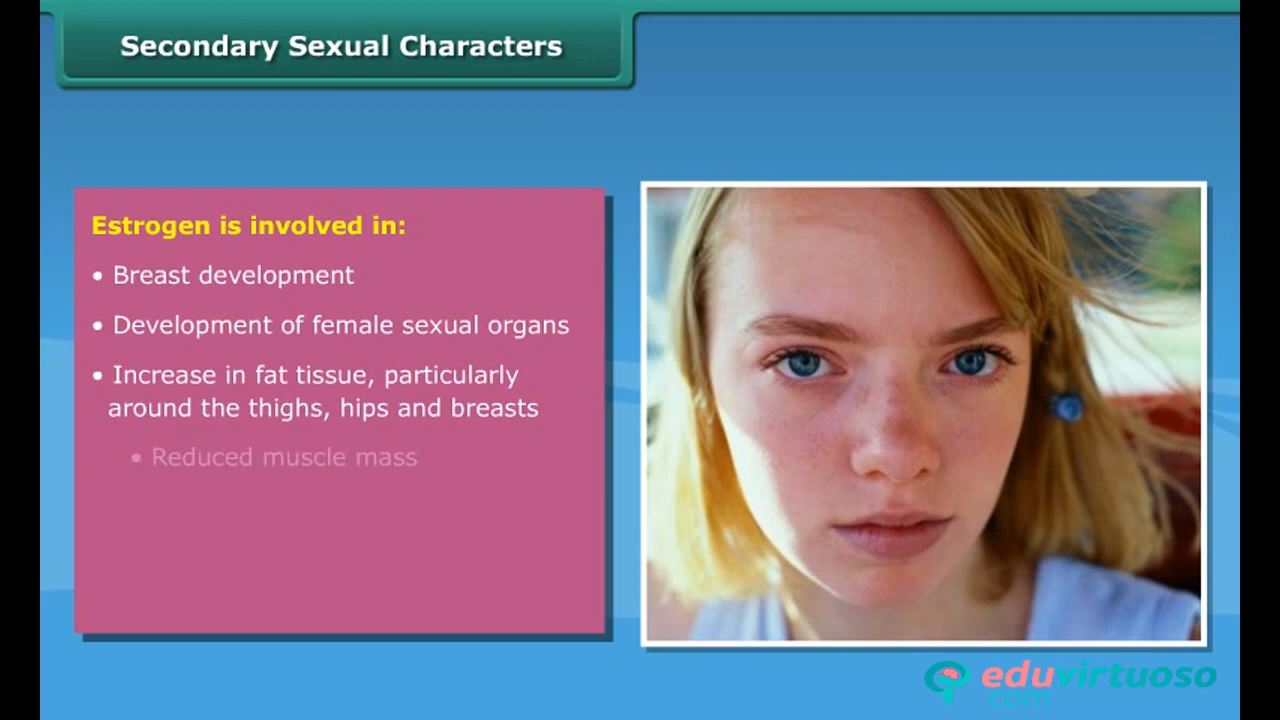 Secondary Sexual Characters
Estrogen is involved in:
• Breast development
• Development of female sexual organs
• Increase in fat tissue, particularly
around the thighs, hips and breasts
• Reduced muscle mass
eduvirtuoso
.com